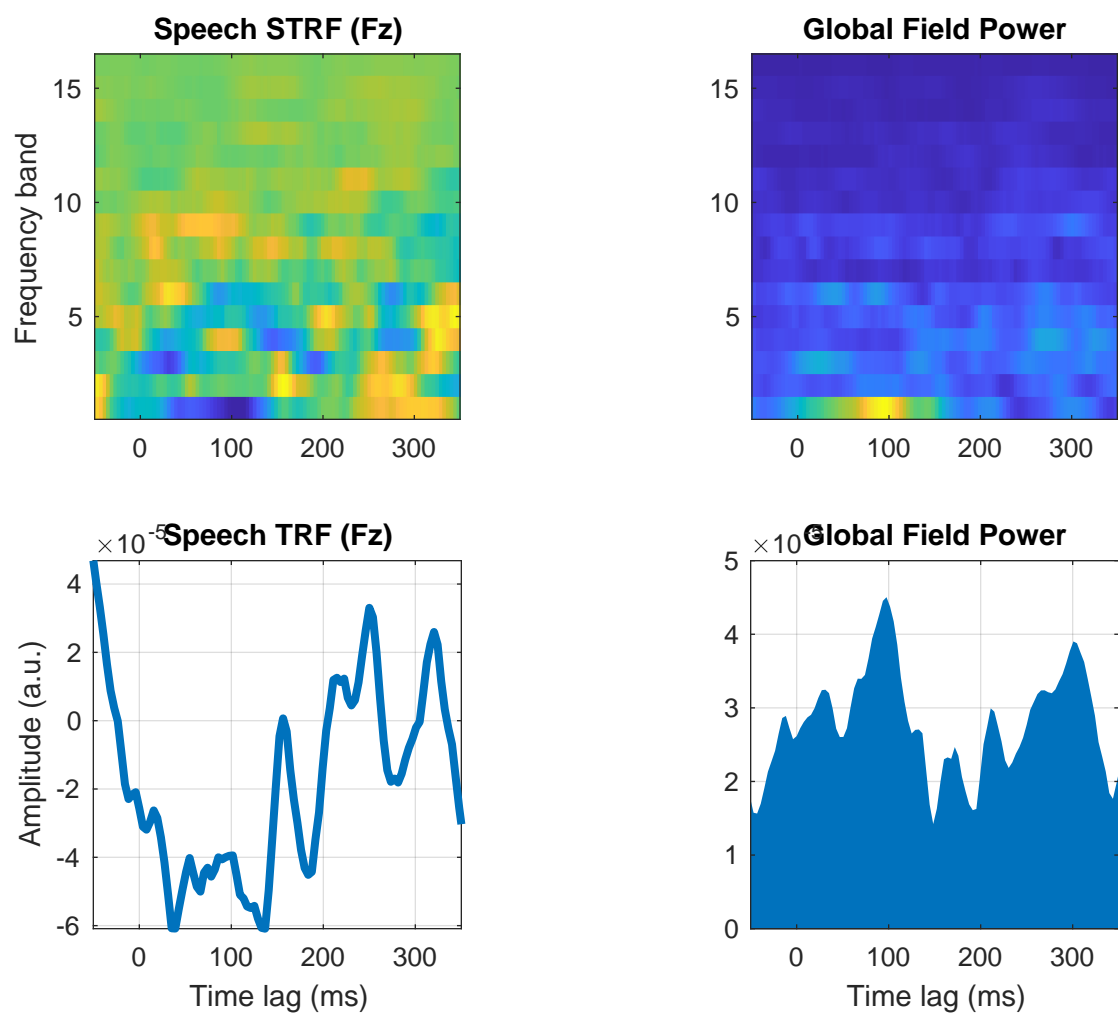 Speech STRF (Fz)
Frequency band
15
10
5
0 100 200 300
Global Field Power
15
10
5
0 100 200 300
Speech TRF (Fz)
×10⁻⁵
Amplitude (a.u.)
4
2
0
-2
-4
-6
0 100 200 300
Time lag (ms)
Global Field Power
×10
5
4
3
2
1
0
0 100 200 300
Time lag (ms)